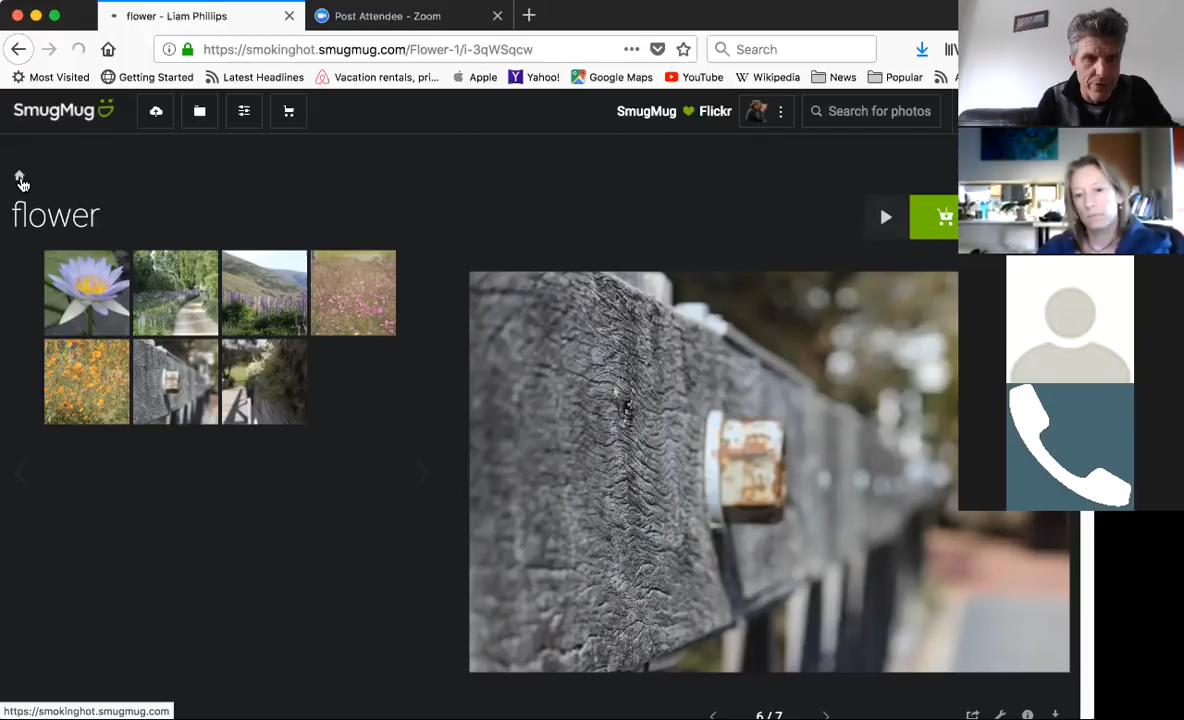 flower - Liam Phillips
Post Attendee - Zoom
https://smokinghot.smugmug.com/Flower-1/i-3qWSqcw
Search
Most Visited
Getting Started
Latest Headlines
Vacation rentals, pri...
Apple
Yahoo!
Google Maps
YouTube
Wikipedia
News
Popular
SmugMug
SmugMug Flickr
Search for photos
flower
6 / 7
https://smokinghot.smugmug.com